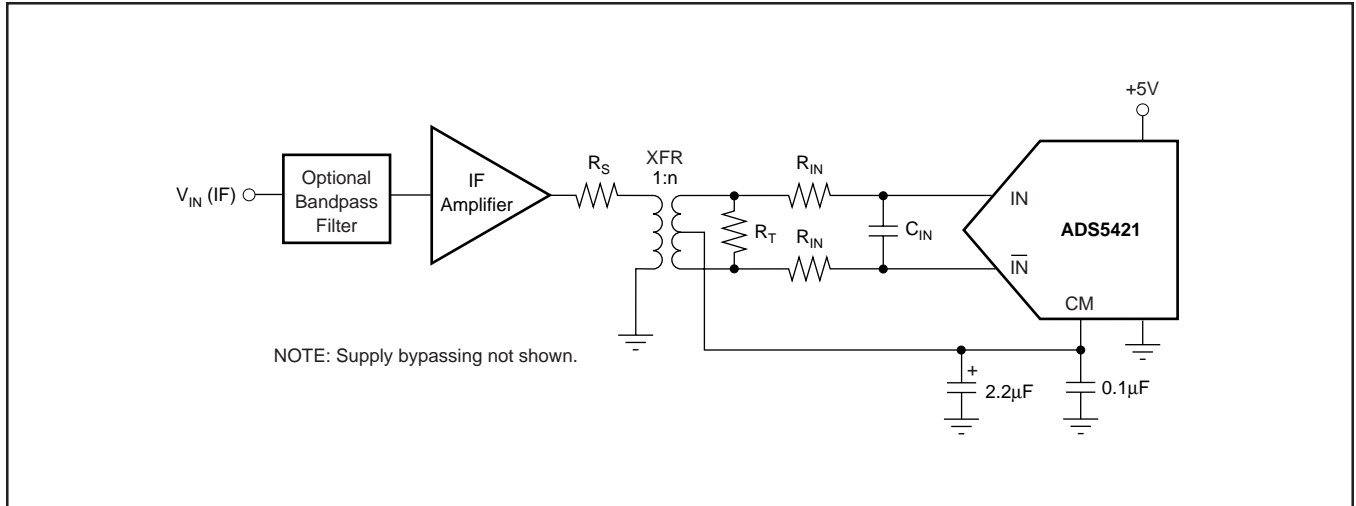 +5V
V_IN (IF)
Optional
Bandpass
Filter
IF
Amplifier
R_S
XFR
1:n
R_T
R_IN
R_IN
C_IN
IN
I̅N̅
ADS5421
CM
NOTE: Supply bypassing not shown.
+
2.2μF
0.1μF